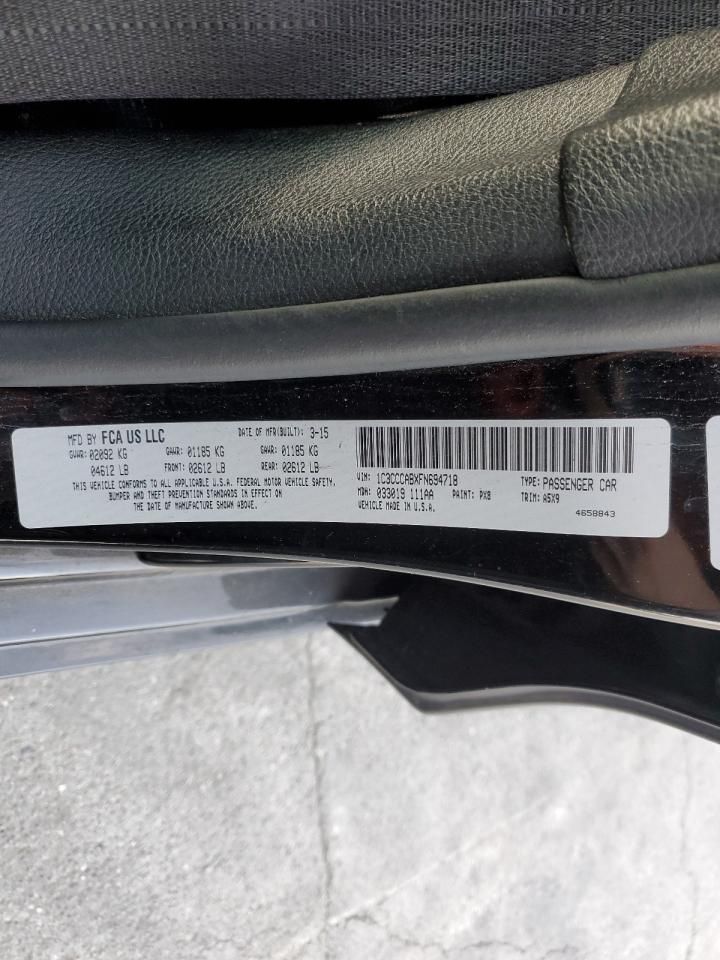 MFD BY FCA US LLC DATE OF MFR(BUILT): 3-15
GVWR: 02092 KG GAWR: 01185 KG GAWR: 01185 KG
04612 LB FRONT: 02612 LB REAR: 02612 LB
THIS VEHICLE CONFORMS TO ALL APPLICABLE U.S.A. FEDERAL MOTOR VEHICLE SAFETY,
BUMPER AND THEFT PREVENTION STANDARDS IN EFFECT ON
THE DATE OF MANUFACTURE SHOWN ABOVE.
VIN: 1C3CCCABXFN694718 TYPE: PASSENGER CAR
MDH: 033019 111AA PAINT: PX8 TRIM: A5X9
VEHICLE MADE IN U.S.A. 4658843